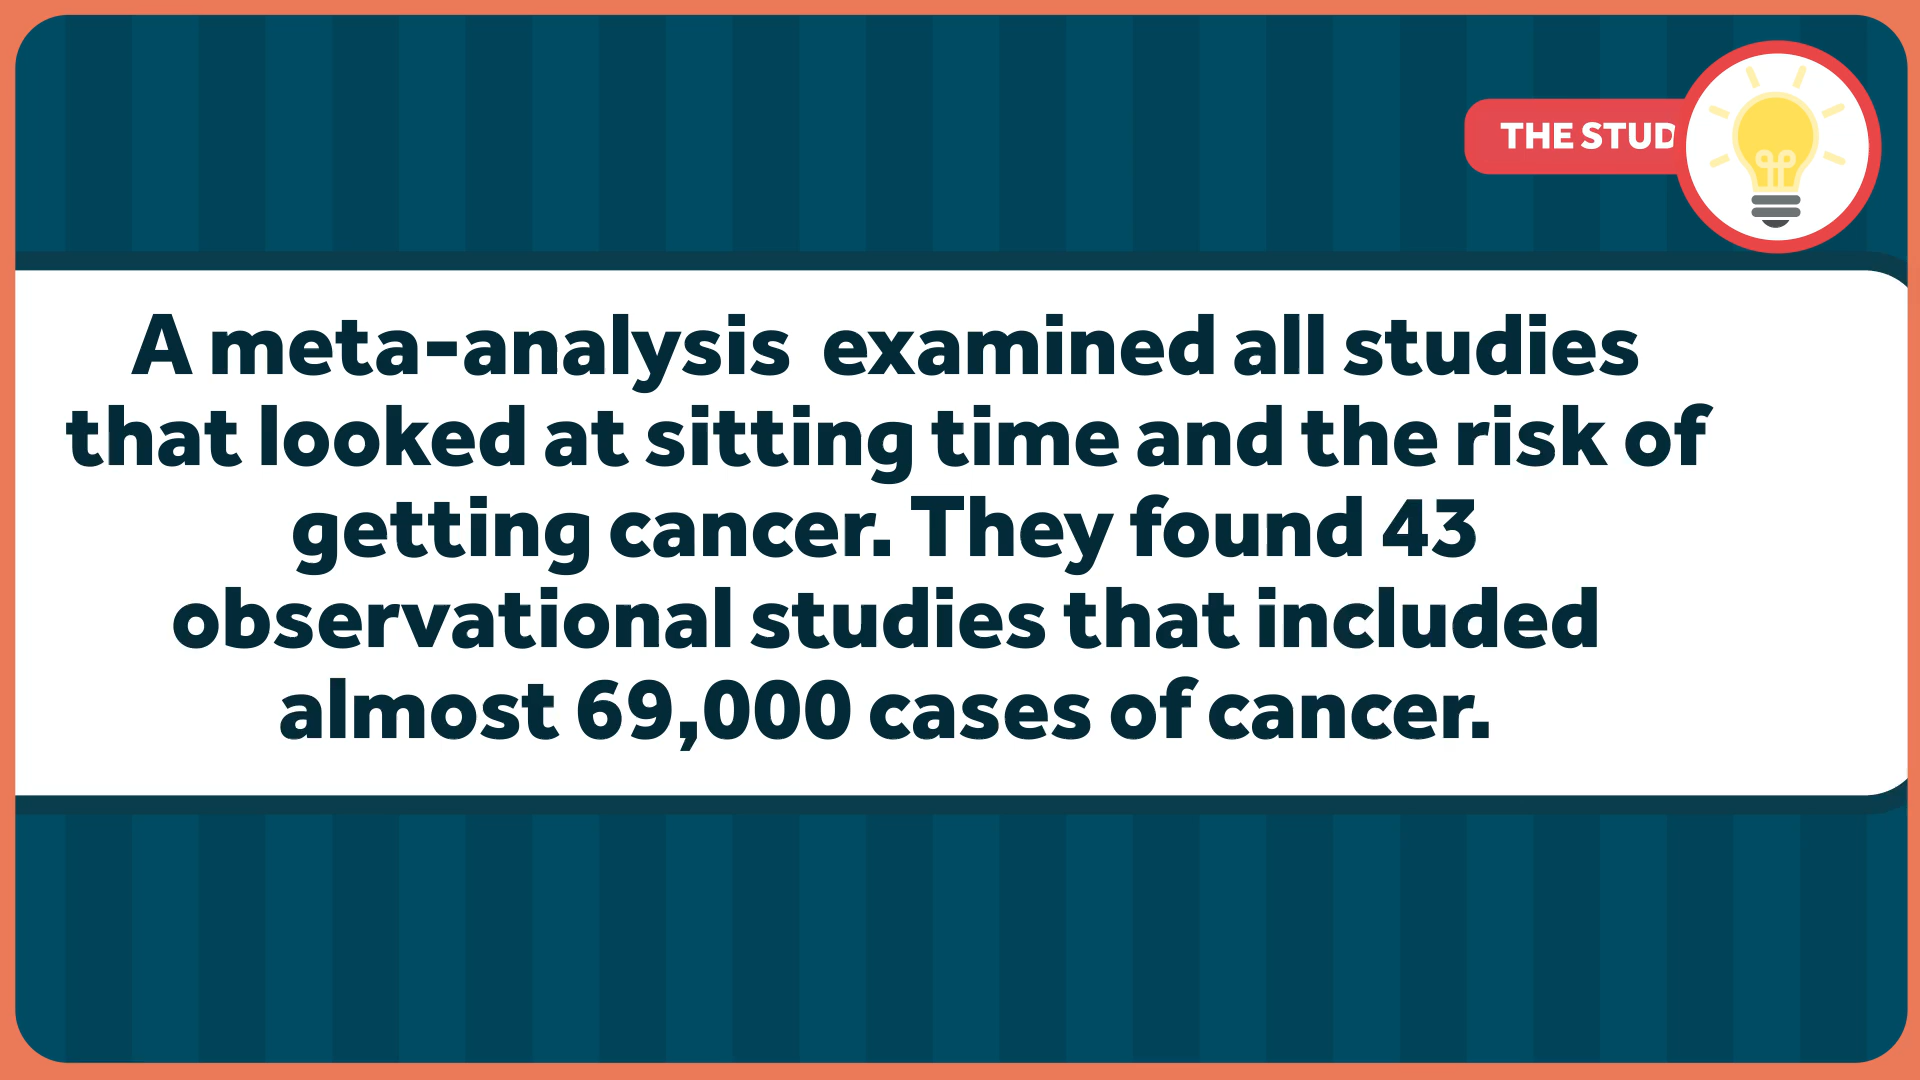 THE STUD
A meta-analysis  examined all studies
that looked at sitting time and the risk of
getting cancer. They found 43
observational studies that included
almost 69,000 cases of cancer.